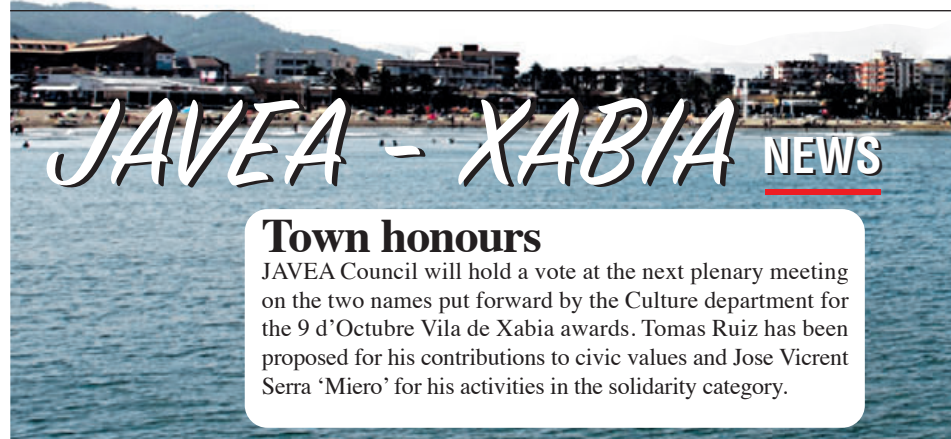 JAVEA - XABIA NEWS
Town honours
JAVEA Council will hold a vote at the next plenary meeting
on the two names put forward by the Culture department for
the 9 d’Octubre Vila de Xabia awards. Tomas Ruiz has been
proposed for his contributions to civic values and Jose Vicrent
Serra ‘Miero’ for his activities in the solidarity category.